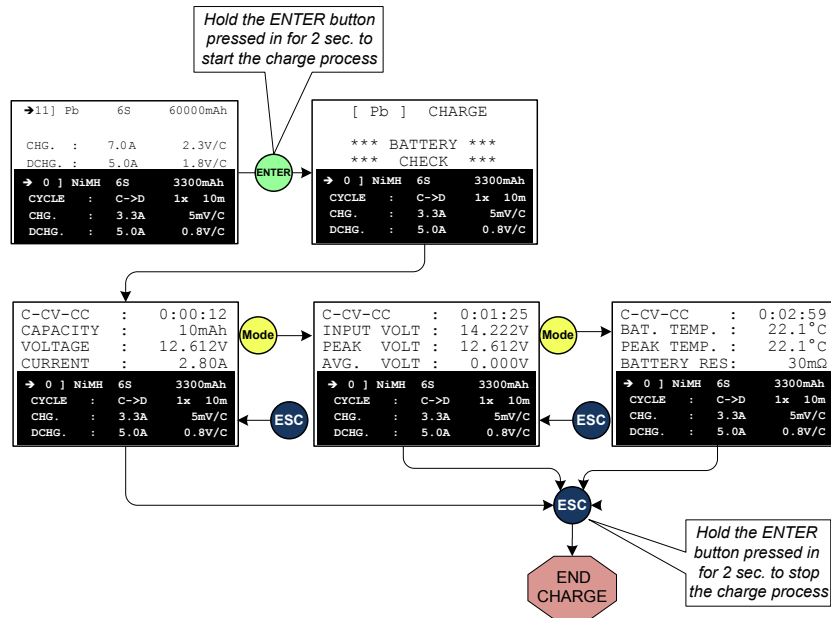 Hold the ENTER button
pressed in for 2 sec. to
start the charge process
➔11] Pb 6S 60000mAh
CHG. : 7.0A 2.3V/C
DCHG. : 5.0A 1.8V/C
➔ 0 ] NiMH 6S 3300mAh
CYCLE : C->D 1x 10m
CHG. : 3.3A 5mV/C
DCHG. : 5.0A 0.8V/C
ENTER
[ Pb ] CHARGE
*** BATTERY ***
*** CHECK ***
➔ 0 ] NiMH 6S 3300mAh
CYCLE : C->D 1x 10m
CHG. : 3.3A 5mV/C
DCHG. : 5.0A 0.8V/C
C-CV-CC : 0:00:12
CAPACITY : 10mAh
VOLTAGE : 12.612V
CURRENT : 2.80A
➔ 0 ] NiMH 6S 3300mAh
CYCLE : C->D 1x 10m
CHG. : 3.3A 5mV/C
DCHG. : 5.0A 0.8V/C
Mode
ESC
C-CV-CC : 0:01:25
INPUT VOLT : 14.222V
PEAK VOLT : 12.612V
AVG. VOLT : 0.000V
➔ 0 ] NiMH 6S 3300mAh
CYCLE : C->D 1x 10m
CHG. : 3.3A 5mV/C
DCHG. : 5.0A 0.8V/C
Mode
ESC
C-CV-CC : 0:02:59
BAT. TEMP. : 22.1°C
PEAK TEMP. : 22.1°C
BATTERY RES: 30mΩ
➔ 0 ] NiMH 6S 3300mAh
CYCLE : C->D 1x 10m
CHG. : 3.3A 5mV/C
DCHG. : 5.0A 0.8V/C
ESC
Hold the ENTER
button pressed in
for 2 sec. to stop
the charge process
END
CHARGE